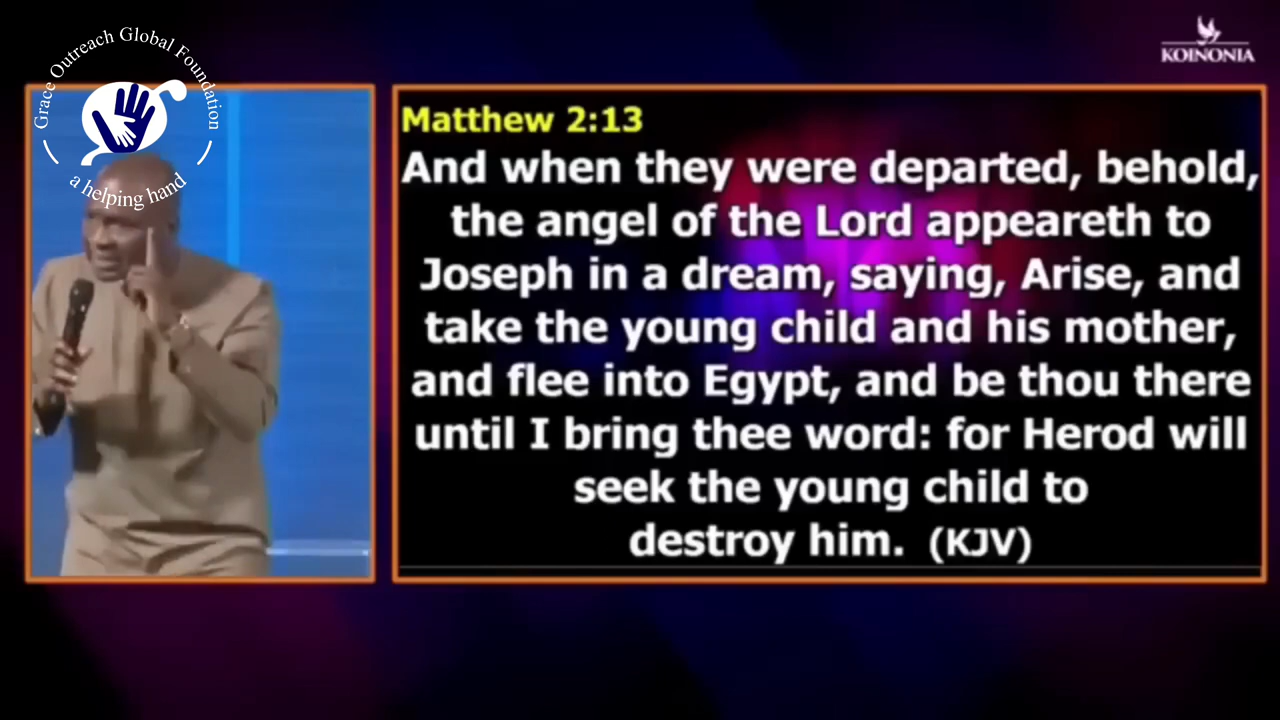 Grace Outreach Global Foundation
a helping hand
KOINONIA
Matthew 2:13
And when they were departed, behold,
the angel of the Lord appeareth to
Joseph in a dream, saying, Arise, and
take the young child and his mother,
and flee into Egypt, and be thou there
until I bring thee word: for Herod will
seek the young child to
destroy him. (KJV)